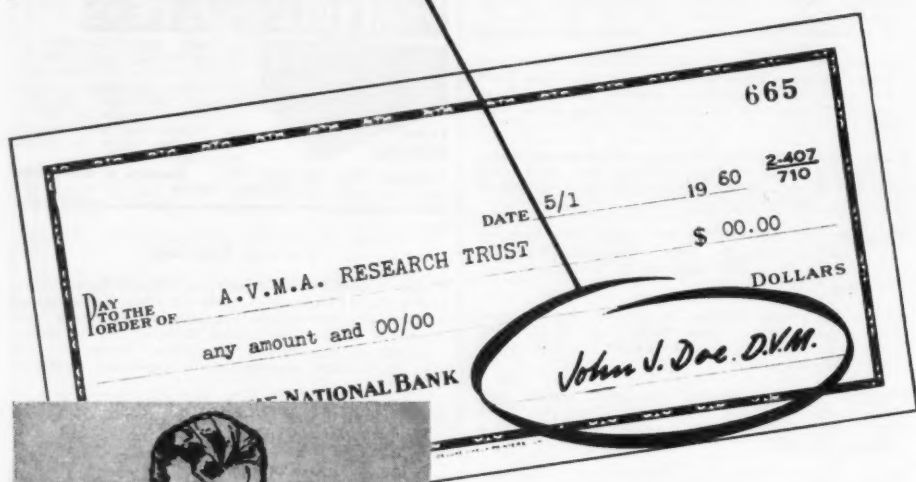 665
DATE 5/1 19 60 2-407/710
PAY TO THE ORDER OF A.V.M.A. RESEARCH TRUST $ 00.00
any amount and 00/00 DOLLARS
NATIONAL BANK John J. Doe. D.V.M.